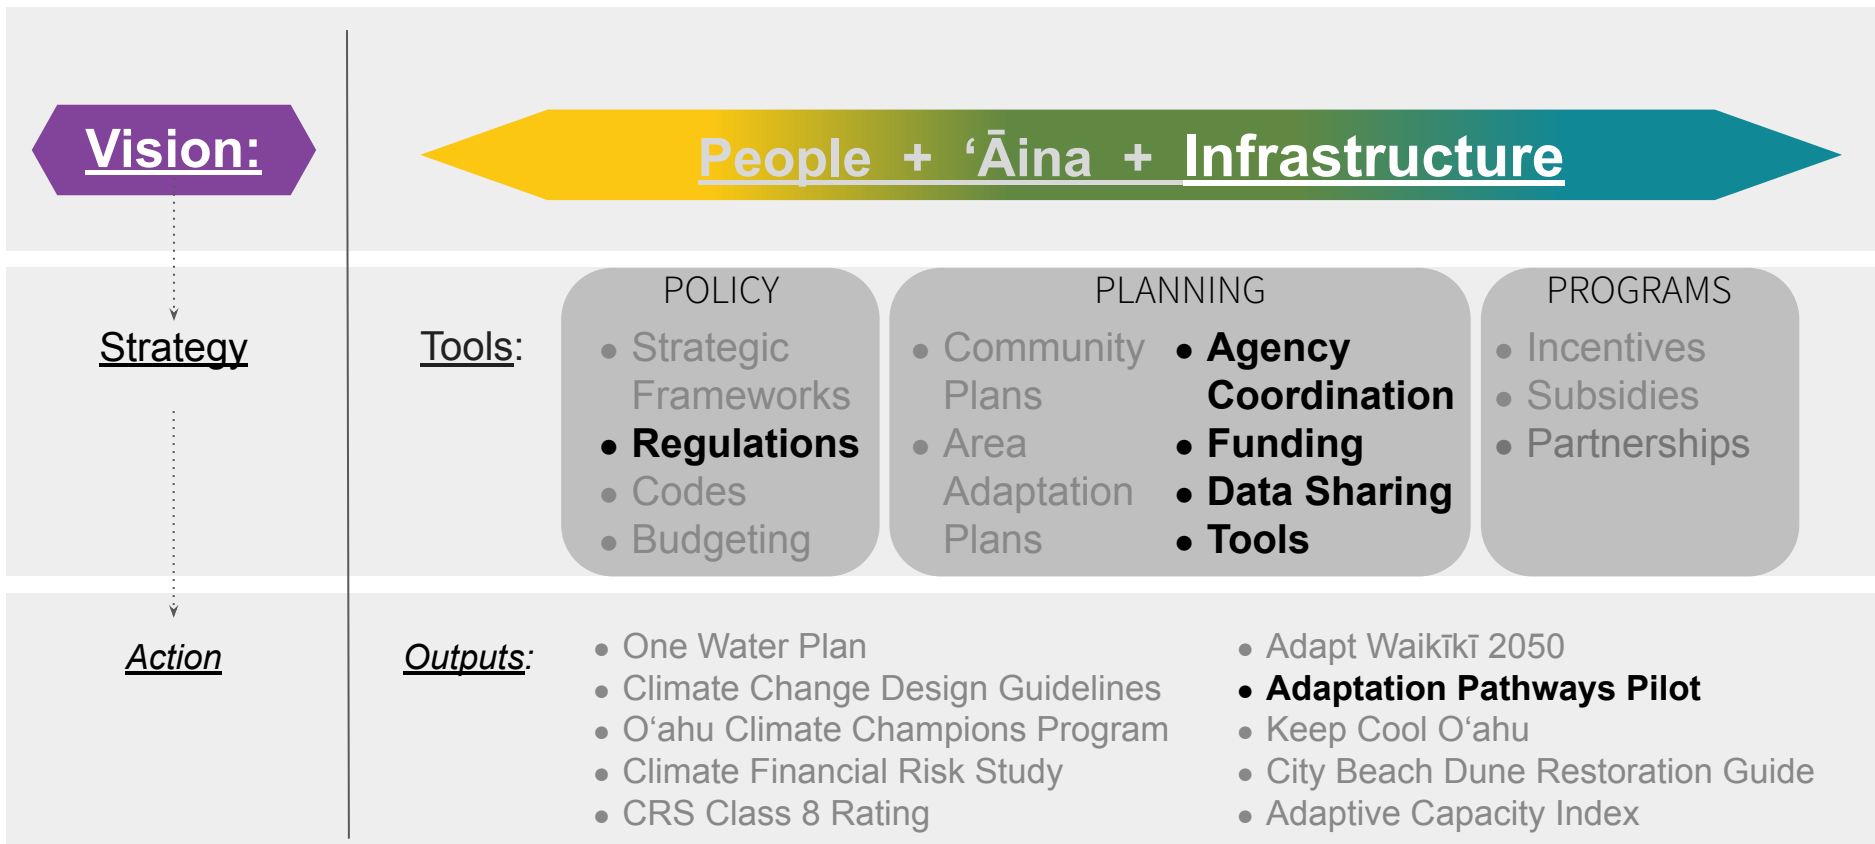 Vision:
People + ʻĀina + Infrastructure
Strategy
Tools:
POLICY
● Strategic
Frameworks
● Regulations
● Codes
● Budgeting
PLANNING
● Community
Plans
● Area
Adaptation
Plans
● Agency
Coordination
● Funding
● Data Sharing
● Tools
PROGRAMS
● Incentives
● Subsidies
● Partnerships
Action
Outputs:
● One Water Plan
● Climate Change Design Guidelines
● Oʻahu Climate Champions Program
● Climate Financial Risk Study
● CRS Class 8 Rating
● Adapt Waikīkī 2050
● Adaptation Pathways Pilot
● Keep Cool Oʻahu
● City Beach Dune Restoration Guide
● Adaptive Capacity Index